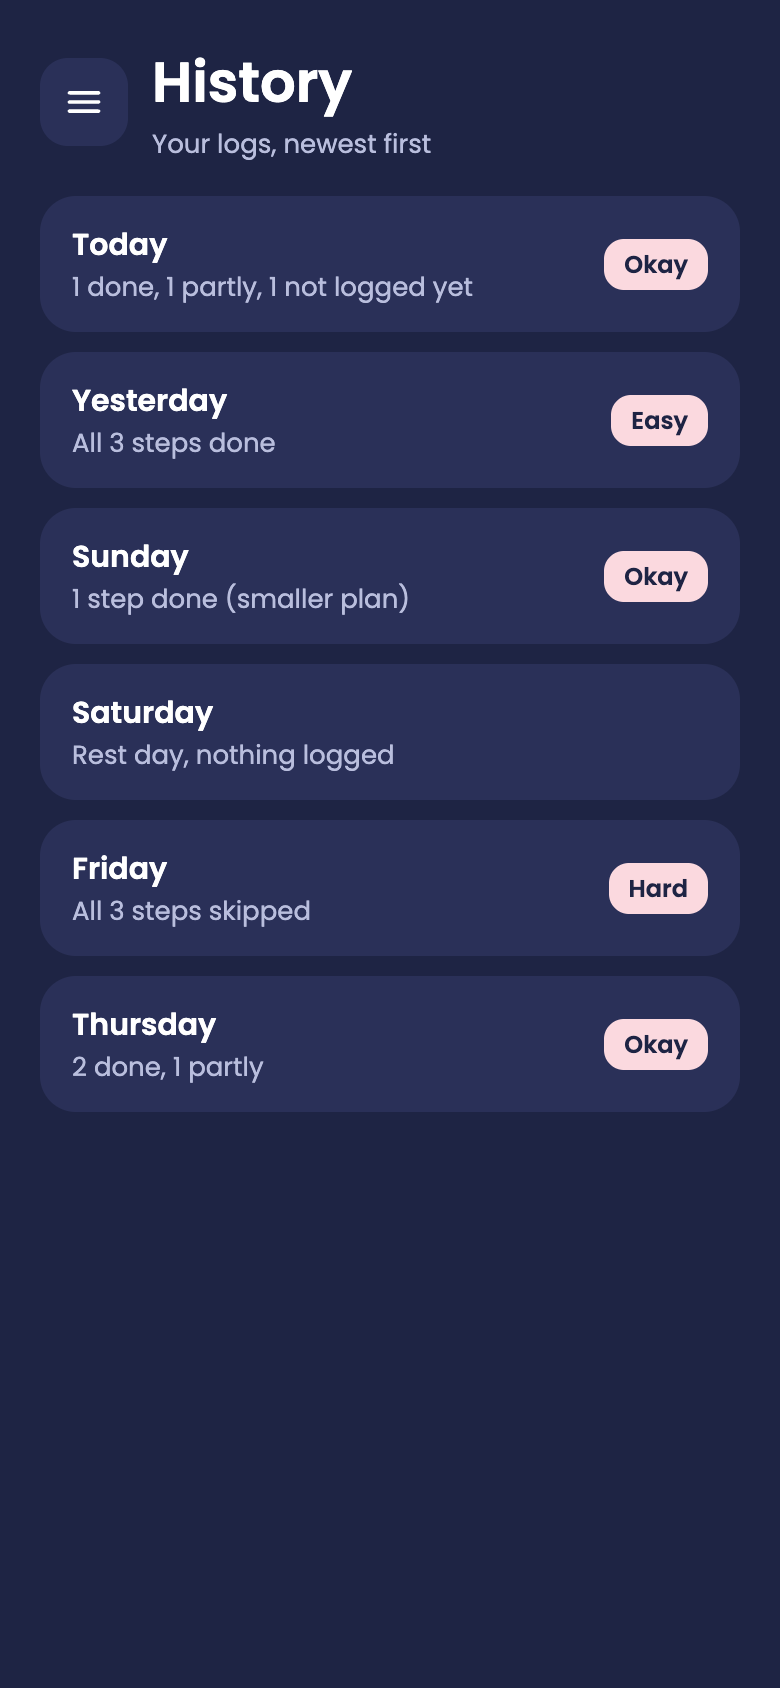 History
Your logs, newest first
Today
1 done, 1 partly, 1 not logged yet
Okay
Yesterday
All 3 steps done
Easy
Sunday
1 step done (smaller plan)
Okay
Saturday
Rest day, nothing logged
Friday
All 3 steps skipped
Hard
Thursday
2 done, 1 partly
Okay